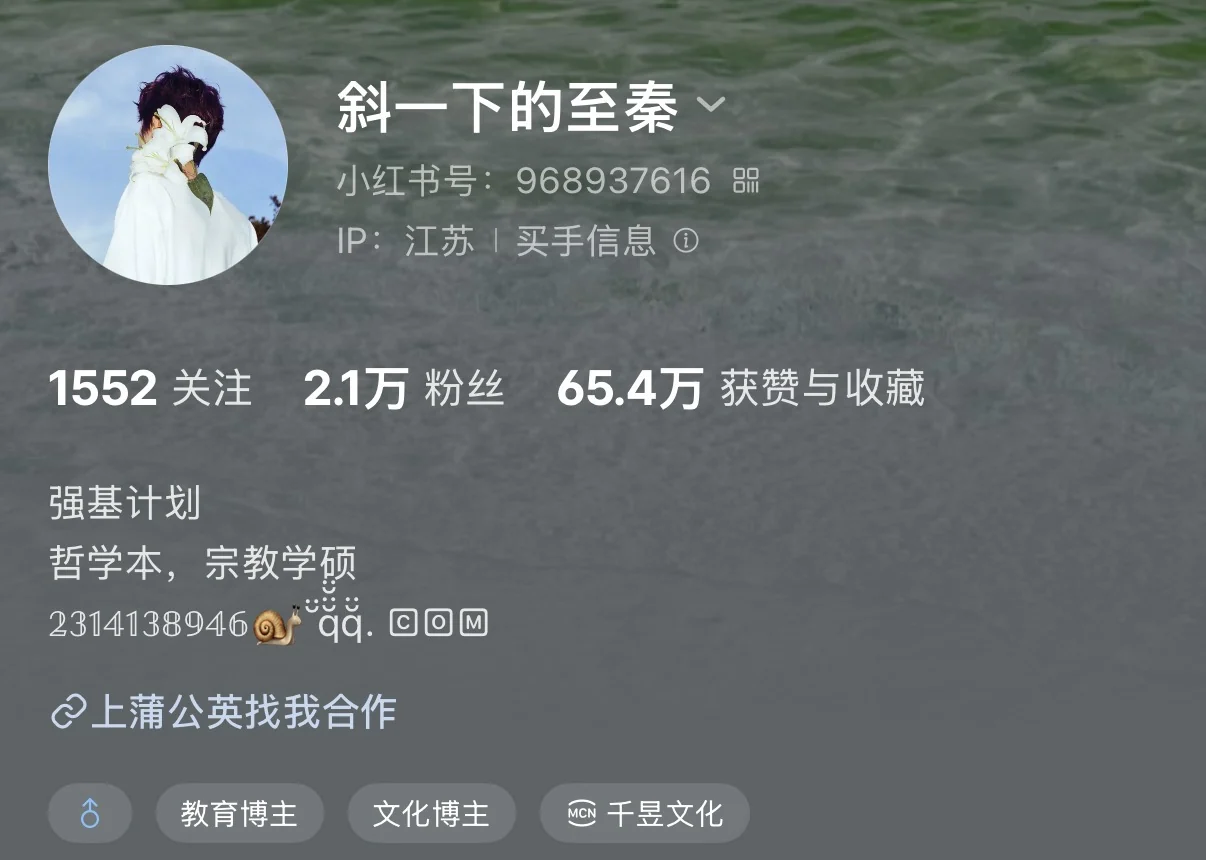 斜一下的至秦
小红书号：968937616
IP：江苏 | 买手信息
1552 关注 2.1万 粉丝 65.4万 获赞与收藏
强基计划
哲学本，宗教学硕
𝟚𝟛𝟙𝟜𝟙𝟛𝟠𝟡𝟜𝟞🐌q̈q̈. 🄲🄾🄼
上蒲公英找我合作
教育博主 文化博主 MCN 千昱文化